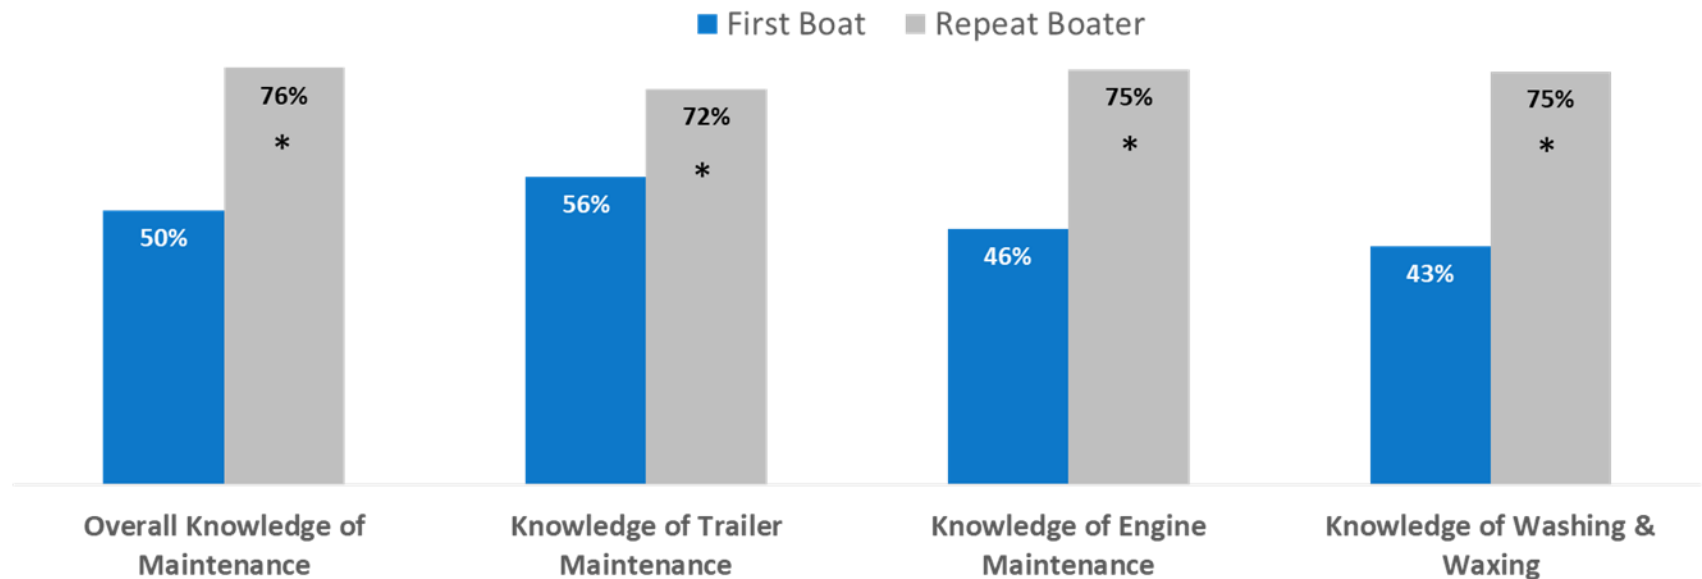 First Boat Repeat Boater
76%
*
50%
72%
*
56%
75%
*
46%
75%
*
43%
Overall Knowledge of
Maintenance
Knowledge of Trailer
Maintenance
Knowledge of Engine
Maintenance
Knowledge of Washing &
Waxing